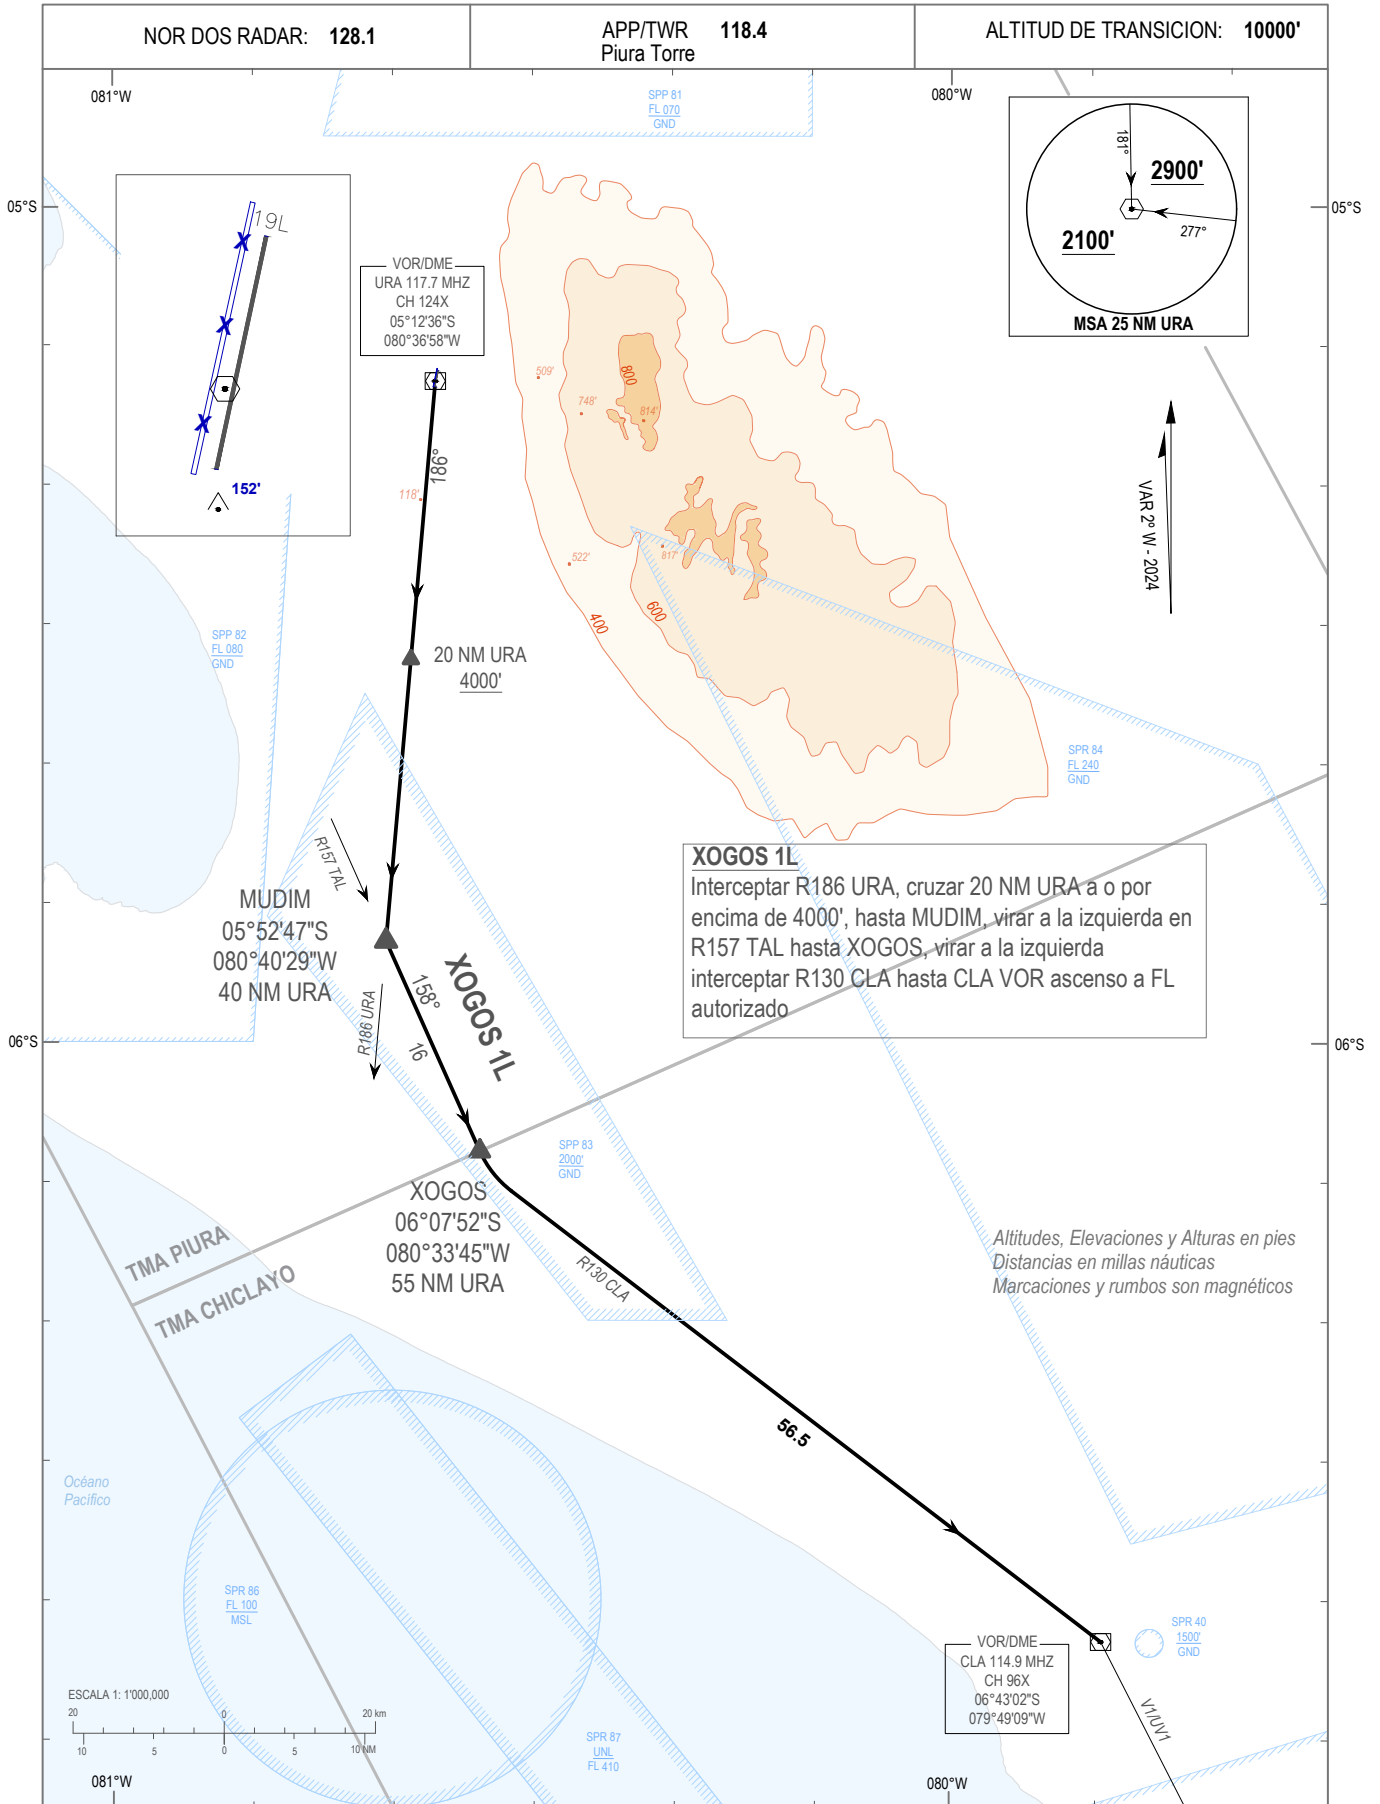 NOR DOS RADAR: 128.1
APP/TWR 118.4
Piura Torre
ALTITUD DE TRANSICION: 10000'
081°W
080°W
SPP 81
FL 070
GND
181°
2900'
2100'
277°
MSA 25 NM URA
05°S
05°S
19L
152'
VOR/DME
URA 117.7 MHZ
CH 124X
05°12'36"S
080°36'58"W
509'
748'
800
814'
186°
118'
522'
817'
400
600
VAR 2° W - 2024
SPP 82
FL 080
GND
20 NM URA
4000'
SPR 84
FL 240
GND
R157 TAL
XOGOS 1L
Interceptar R186 URA, cruzar 20 NM URA a o por
encima de 4000', hasta MUDIM, virar a la izquierda en
R157 TAL hasta XOGOS, virar a la izquierda
interceptar R130 CLA hasta CLA VOR ascenso a FL
autorizado
MUDIM
05°52'47"S
080°40'29"W
40 NM URA
158°
16
XOGOS 1L
R186 URA
06°S
06°S
SPP 83
2000'
GND
XOGOS
06°07'52"S
080°33'45"W
55 NM URA
TMA PIURA
TMA CHICLAYO
R130 CLA
Altitudes, Elevaciones y Alturas en pies
Distancias en millas náuticas
Marcaciones y rumbos son magnéticos
56.5
Océano
Pacifico
SPR 86
FL 100
MSL
SPR 40
1500'
GND
VOR/DME
CLA 114.9 MHZ
CH 96X
06°43'02"S
079°49'09"W
V1/UV1
ESCALA 1: 1'000,000
20 0 20 km
10 5 0 5 10 NM
SPR 87
UNL
FL 410
081°W
080°W